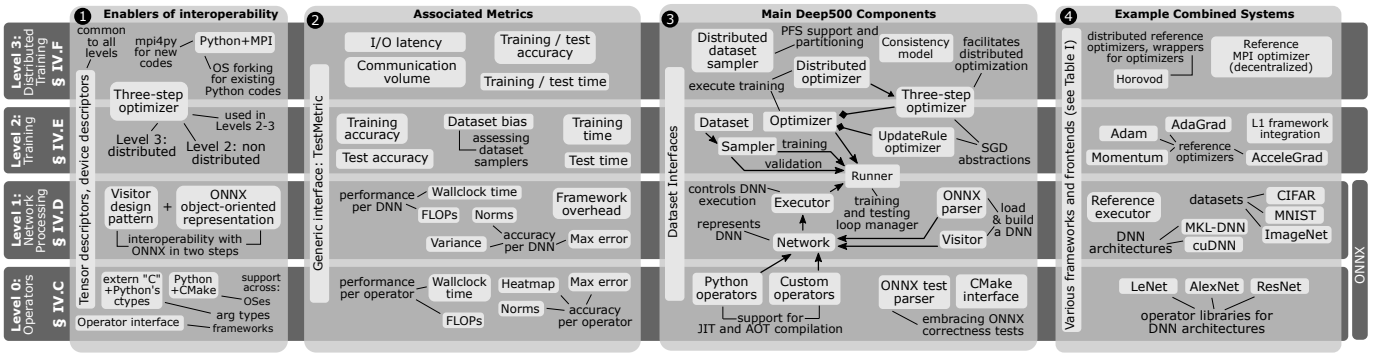 1 Enablers of interoperability
2 Associated Metrics
3 Main Deep500 Components
4 Example Combined Systems
Level 3:
Distributed
Training
§ IV.F
Level 2:
Training
§ IV.E
Level 1:
Network
Processing
§ IV.D
Level 0:
Operators
§ IV.C
Tensor descriptors, device descriptors
common to
all levels
mpi4py
for new
codes
Python+MPI
OS forking
for existing
Python codes
Three-step
optimizer
used in
Levels 2-3
Level 3:
distributed
Level 2: non
distributed
Visitor
design
pattern
+
ONNX
object-oriented
representation
interoperability with
ONNX in two steps
extern "C"
+Python's
ctypes
Python
+CMake
support
across:
OSes
arg types
Operator interface
frameworks
Generic interface: TestMetric
I/O latency
Communication
volume
Training / test
accuracy
Training / test time
Training
accuracy
Test accuracy
Dataset bias
assessing
dataset
samplers
Training
time
Test time
performance
per DNN
Wallclock time
FLOPs
Norms
Variance
accuracy
per DNN
Framework
overhead
Max error
performance
per operator
Wallclock
time
FLOPs
Heatmap
Norms
Max error
accuracy
per operator
Dataset Interfaces
Distributed
dataset
sampler
PFS support and
partitioning
Distributed
optimizer
Consistency
model
facilitates
distributed
optimization
execute training
Three-step
optimizer
Dataset
Optimizer
Sampler
training
validation
UpdateRule
optimizer
SGD
abstractions
Runner
controls DNN
execution
Executor
training
and testing
loop manager
ONNX
parser
load
& build
a DNN
Visitor
represents
DNN
Network
Python
operators
Custom
operators
support for
JIT and AOT compilation
ONNX test
parser
CMake
interface
embracing ONNX
correctness tests
Various frameworks and frontends (see Table I)
distributed reference
optimizers, wrappers
for optimizers
Horovod
Reference
MPI optimizer
(decentralized)
Adam
AdaGrad
Momentum
reference
optimizers
L1 framework
integration
AcceleGrad
Reference
executor
datasets
CIFAR
MNIST
ImageNet
DNN
architectures
MKL-DNN
cuDNN
LeNet
AlexNet
ResNet
operator libraries for
DNN architectures
ONNX